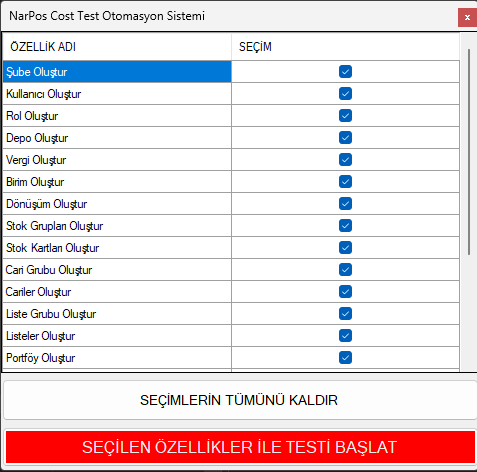 NarPos Cost Test Otomasyon Sistemi
x
ÖZELLİK ADI SEÇİM
Şube Oluştur
Kullanıcı Oluştur
Rol Oluştur
Depo Oluştur
Vergi Oluştur
Birim Oluştur
Dönüşüm Oluştur
Stok Grupları Oluştur
Stok Kartları Oluştur
Cari Grubu Oluştur
Cariler Oluştur
Liste Grubu Oluştur
Listeler Oluştur
Portföy Oluştur
SEÇİMLERİN TÜMÜNÜ KALDIR
SEÇİLEN ÖZELLİKLER İLE TESTİ BAŞLAT